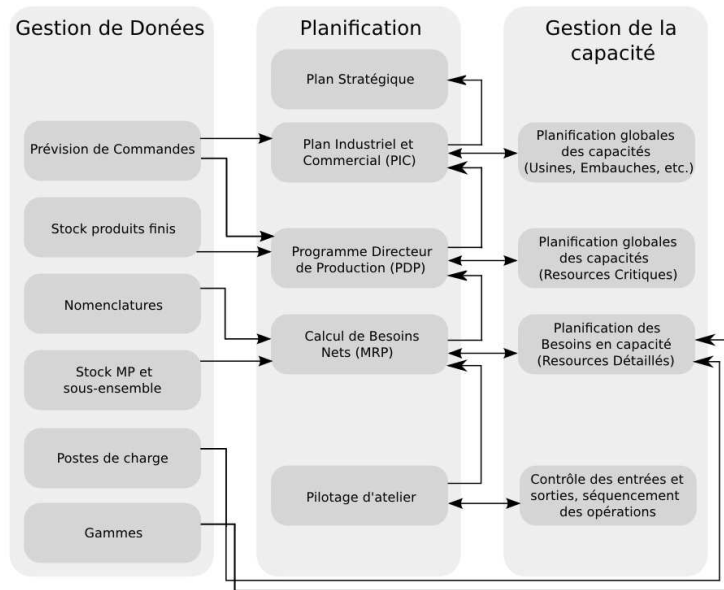 Gestion de Donées
Prévision de Commandes
Stock produits finis
Nomenclatures
Stock MP et
sous-ensemble
Postes de charge
Gammes
Planification
Plan Stratégique
Plan Industriel et
Commercial (PIC)
Programme Directeur
de Production (PDP)
Calcul de Besoins
Nets (MRP)
Pilotage d'atelier
Gestion de la
capacité
Planification globales
des capacités
(Usines, Embauches, etc.)
Planification globales
des capacités
(Resources Critiques)
Planification des
Besoins en capacité
(Resources Détaillés)
Contrôle des entrées et
sorties, séquencement
des opérations